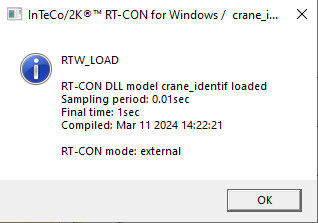 InTeCo/2K®™ RT-CON for Windows / crane_i...
RTW_LOAD
RT-CON DLL model crane_identif loaded
Sampling period: 0.01sec
Final time: 1sec
Compiled: Mar 11 2024 14:22:21
RT-CON mode: external
OK